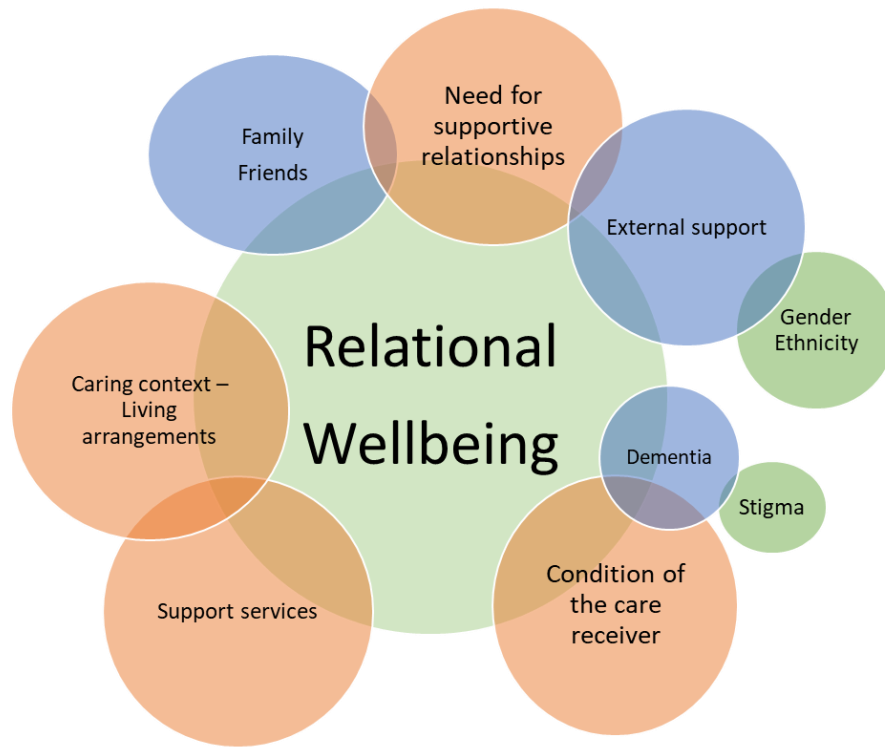 Need for
supportive
relationships
Family
Friends
External support
Gender
Ethnicity
Relational
Wellbeing
Caring context –
Living
arrangements
Dementia
Stigma
Condition of
the care
receiver
Support services